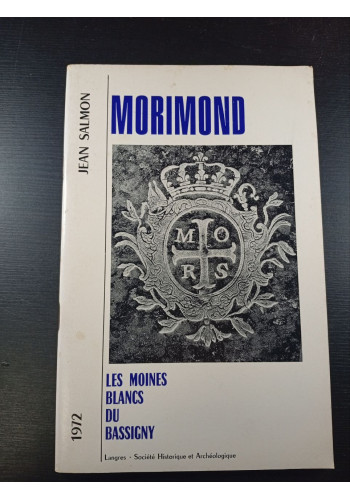 JEAN SALMON
MORIMOND
M O
R S
LES MOINES
BLANCS
DU
BASSIGNY
1972
Langres - Société Historique et Archéologique